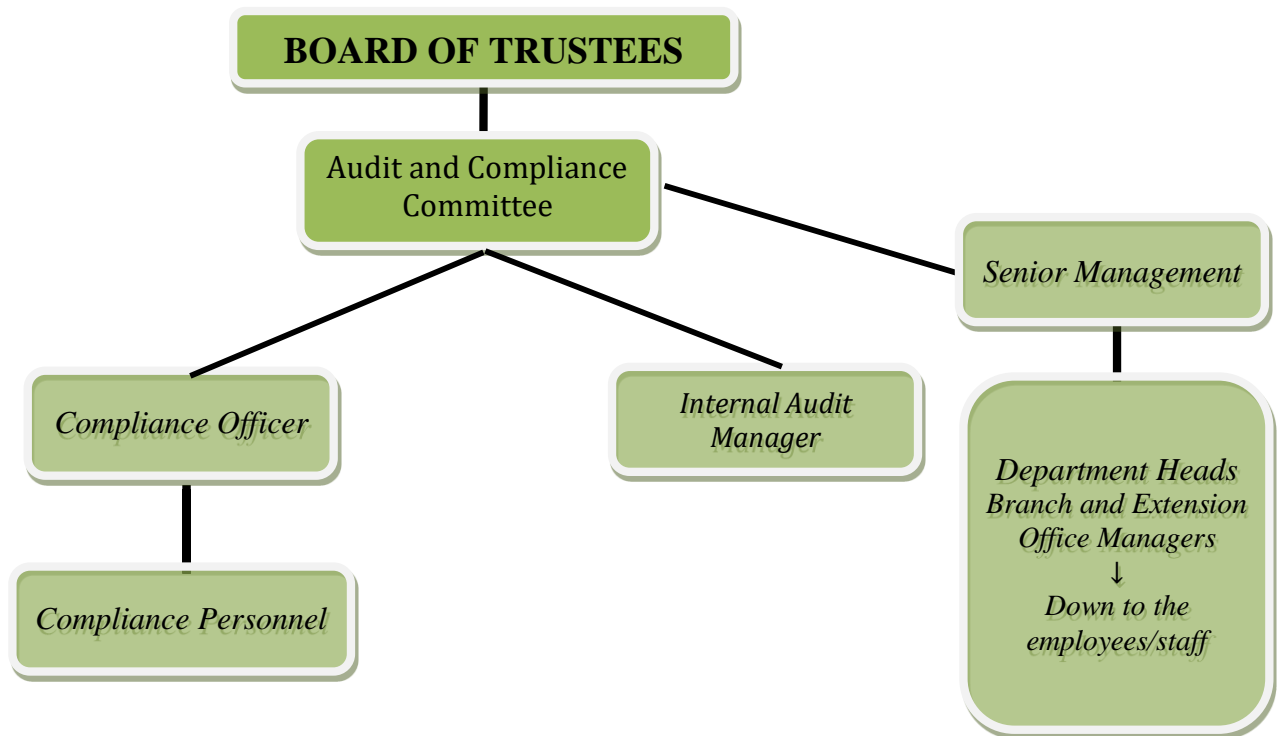 BOARD OF TRUSTEES
Audit and Compliance
Committee
Senior Management
Compliance Officer
Internal Audit
Manager
Department Heads
Branch and Extension
Office Managers
↓
Down to the
employees/staff
Compliance Personnel